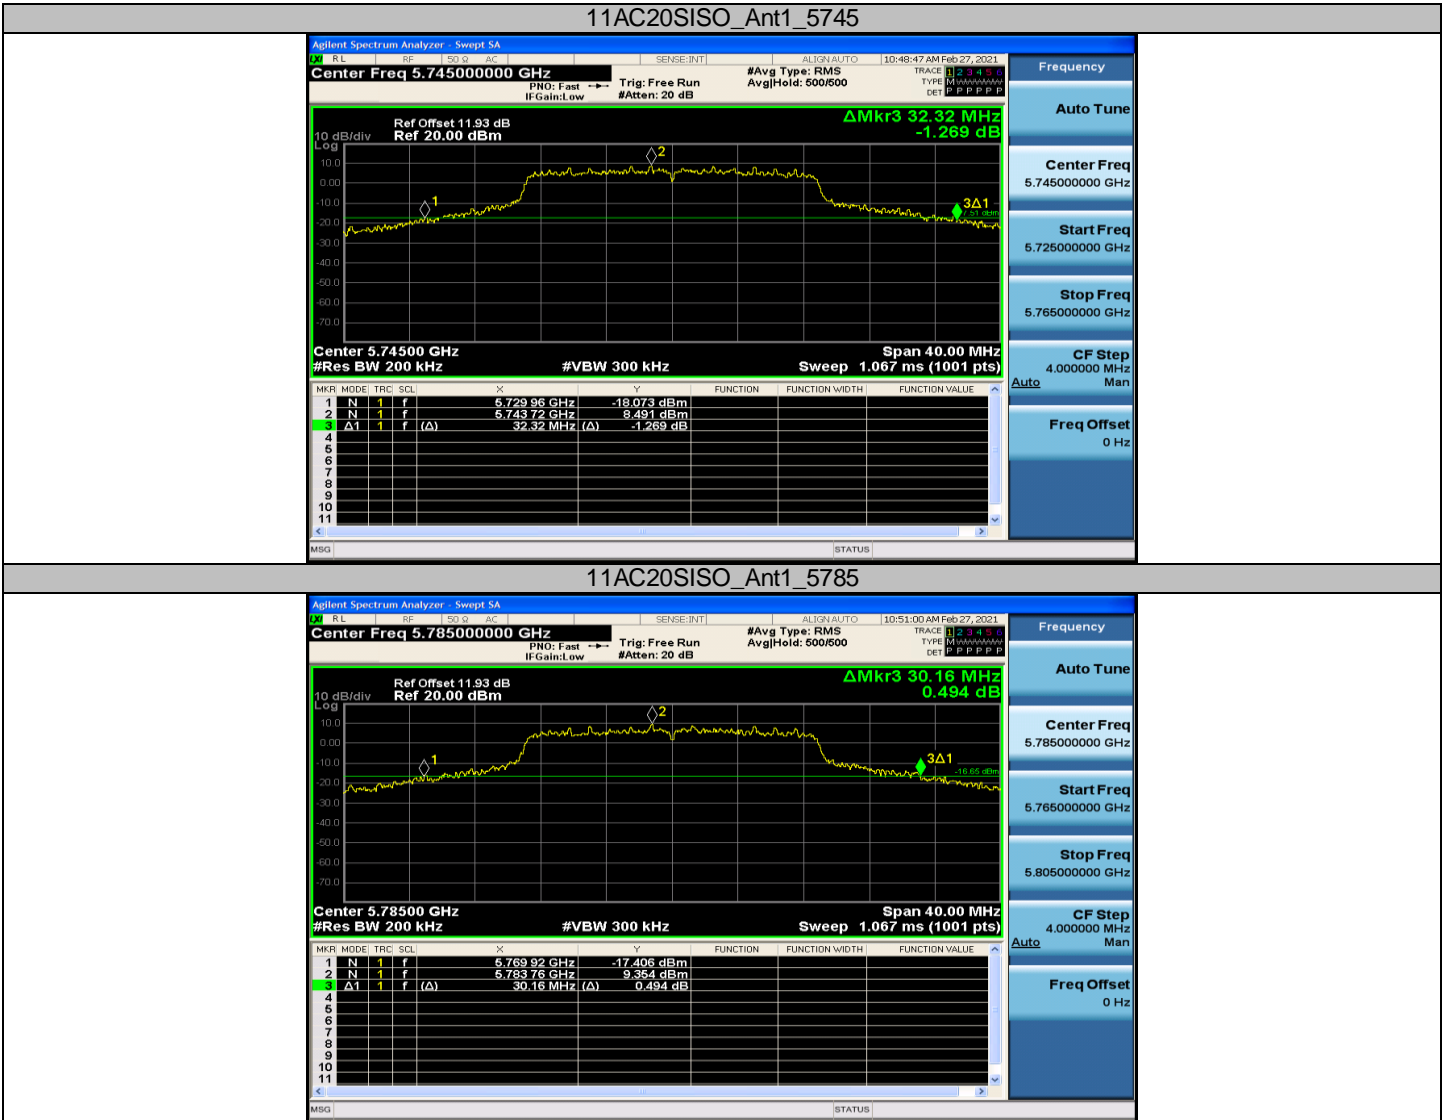 11AC20SISO_Ant1_5745
Agilent Spectrum Analyzer - Swept SA
LXI RL RF 50 Ω AC SENSE:INT ALIGN AUTO 10:48:47 AM Feb 27, 2021
Center Freq 5.745000000 GHz
PNO: Fast
IFGain:Low
Trig: Free Run
#Atten: 20 dB
#Avg Type: RMS
Avg|Hold: 500/500
TRACE 1 2 3 4 5 6
TYPE M
DET P P P P P P
Frequency
Auto Tune
Center Freq
5.745000000 GHz
Start Freq
5.725000000 GHz
Stop Freq
5.765000000 GHz
CF Step
4.000000 MHz
Auto Man
Freq Offset
0 Hz
ΔMkr3 32.32 MHz
-1.269 dB
Ref Offset 11.93 dB
10 dB/div Ref 20.00 dBm
Log
10.0
0.00
-10.0
-20.0
-30.0
-40.0
-50.0
-60.0
-70.0
1
2
3Δ1
Center 5.74500 GHz Span 40.00 MHz
#Res BW 200 kHz #VBW 300 kHz Sweep 1.067 ms (1001 pts)
MKR MODE TRC SCL X Y FUNCTION FUNCTION WIDTH FUNCTION VALUE
1 N 1 f 5.729 96 GHz -18.073 dBm
2 N 1 f 5.743 72 GHz 8.491 dBm
3 Δ1 1 f (Δ) 32.32 MHz (Δ) -1.269 dB
4
5
6
7
8
9
10
11
MSG STATUS
11AC20SISO_Ant1_5785
Agilent Spectrum Analyzer - Swept SA
LXI RL RF 50 Ω AC SENSE:INT ALIGN AUTO 10:51:00 AM Feb 27, 2021
Center Freq 5.785000000 GHz
PNO: Fast
IFGain:Low
Trig: Free Run
#Atten: 20 dB
#Avg Type: RMS
Avg|Hold: 500/500
TRACE 1 2 3 4 5 6
TYPE M
DET P P P P P P
Frequency
Auto Tune
Center Freq
5.785000000 GHz
Start Freq
5.765000000 GHz
Stop Freq
5.805000000 GHz
CF Step
4.000000 MHz
Auto Man
Freq Offset
0 Hz
ΔMkr3 30.16 MHz
0.494 dB
Ref Offset 11.93 dB
10 dB/div Ref 20.00 dBm
Log
10.0
0.00
-10.0
-20.0
-30.0
-40.0
-50.0
-60.0
-70.0
1
2
3Δ1
-16.65 dBm
Center 5.78500 GHz Span 40.00 MHz
#Res BW 200 kHz #VBW 300 kHz Sweep 1.067 ms (1001 pts)
MKR MODE TRC SCL X Y FUNCTION FUNCTION WIDTH FUNCTION VALUE
1 N 1 f 5.769 92 GHz -17.406 dBm
2 N 1 f 5.783 76 GHz 9.354 dBm
3 Δ1 1 f (Δ) 30.16 MHz (Δ) 0.494 dB
4
5
6
7
8
9
10
11
MSG STATUS